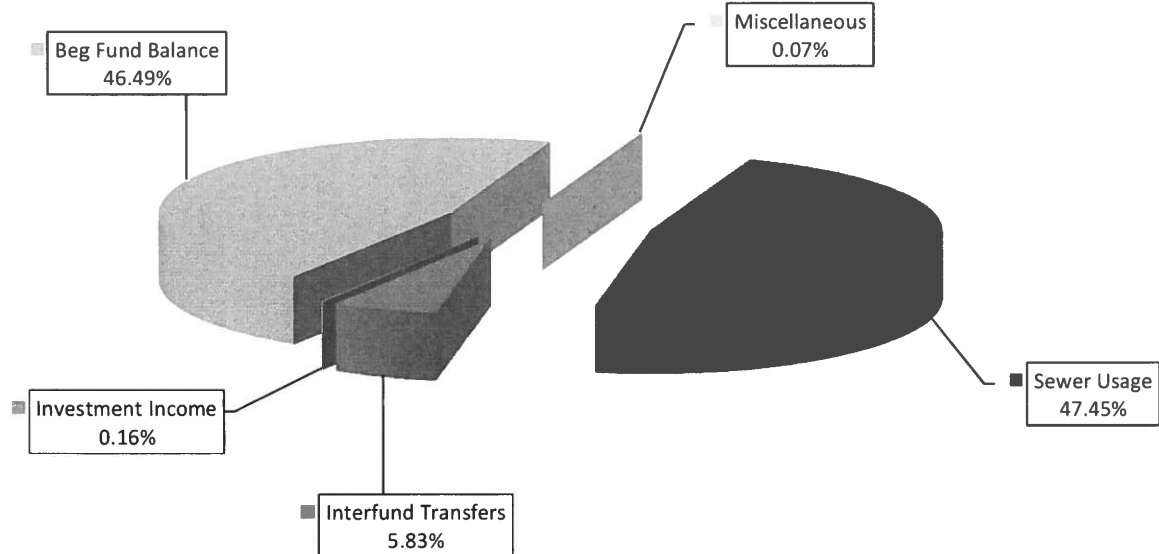 Miscellaneous
0.07%
Beg Fund Balance
46.49%
Sewer Usage
47.45%
Investment Income
0.16%
Interfund Transfers
5.83%